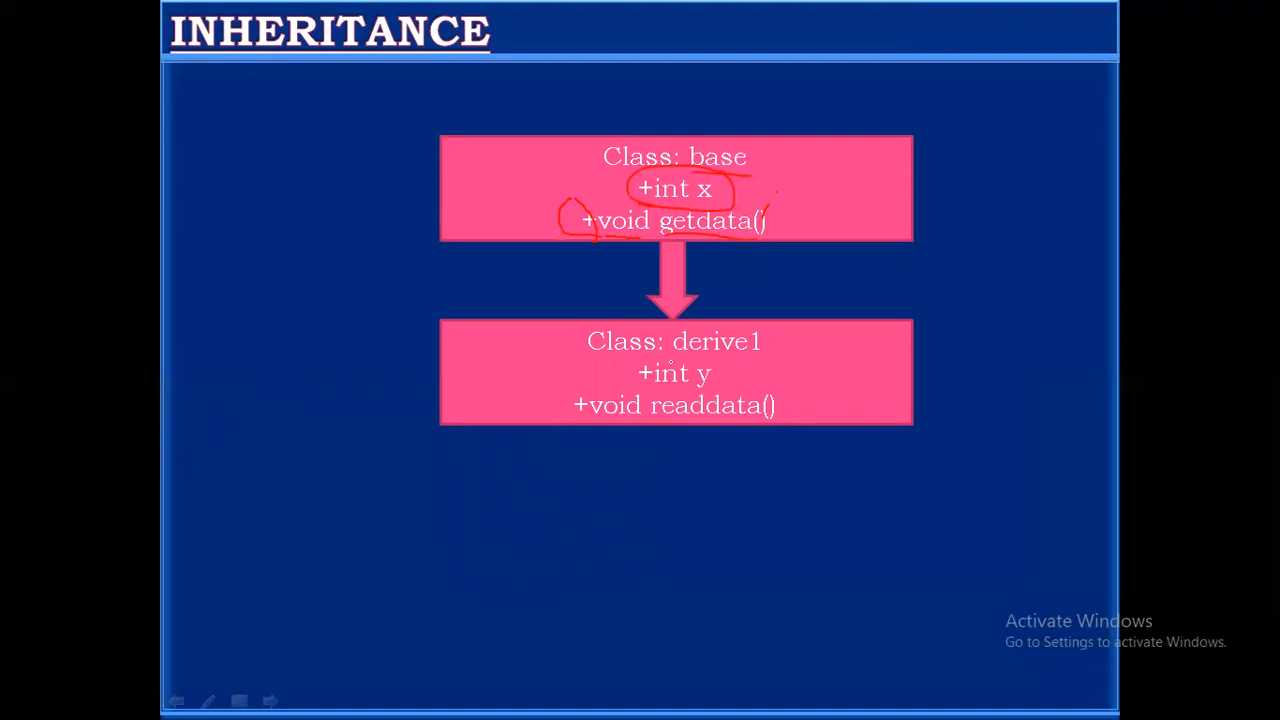 INHERITANCE
Class: base
+int x
+void getdata()
Class: derive1
+int y
+void readdata()
Activate Windows
Go to Settings to activate Windows.